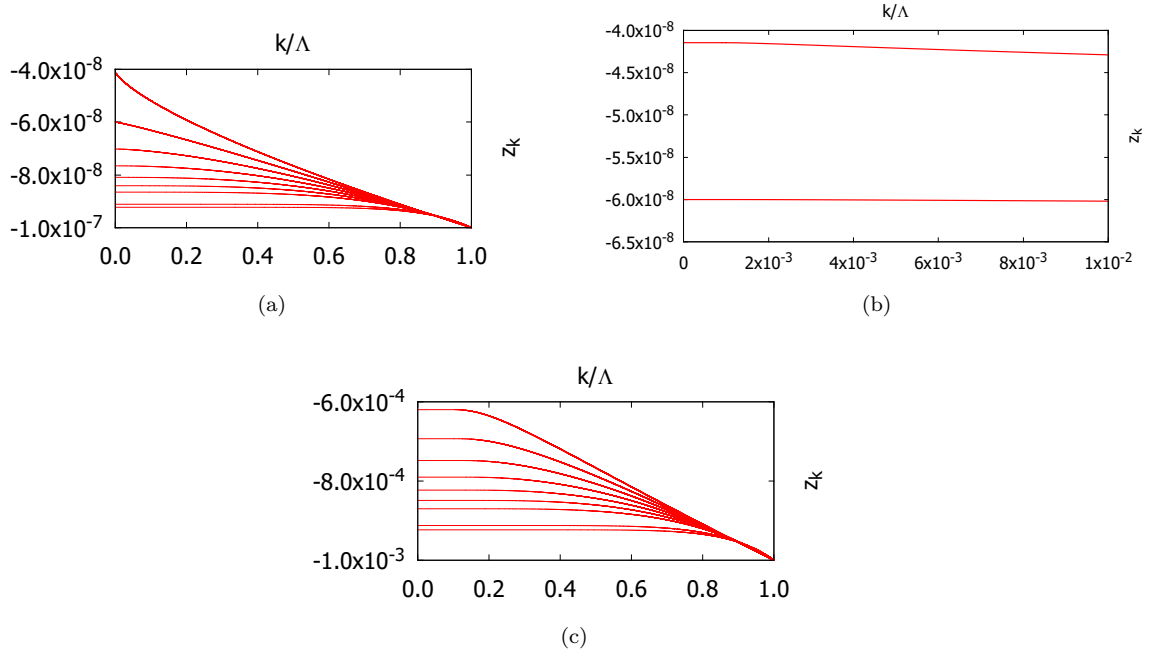 k/Λ
-4.0x10⁻⁸
-6.0x10⁻⁸
-8.0x10⁻⁸
-1.0x10⁻⁷
0.0 0.2 0.4 0.6 0.8 1.0
zₖ
(a)
k/Λ
-4.0x10⁻⁸
-4.5x10⁻⁸
-5.0x10⁻⁸
-5.5x10⁻⁸
-6.0x10⁻⁸
-6.5x10⁻⁸
0 2x10⁻³ 4x10⁻³ 6x10⁻³ 8x10⁻³ 1x10⁻²
zₖ
(b)
k/Λ
-6.0x10⁻⁴
-8.0x10⁻⁴
-1.0x10⁻³
0.0 0.2 0.4 0.6 0.8 1.0
zₖ
(c)